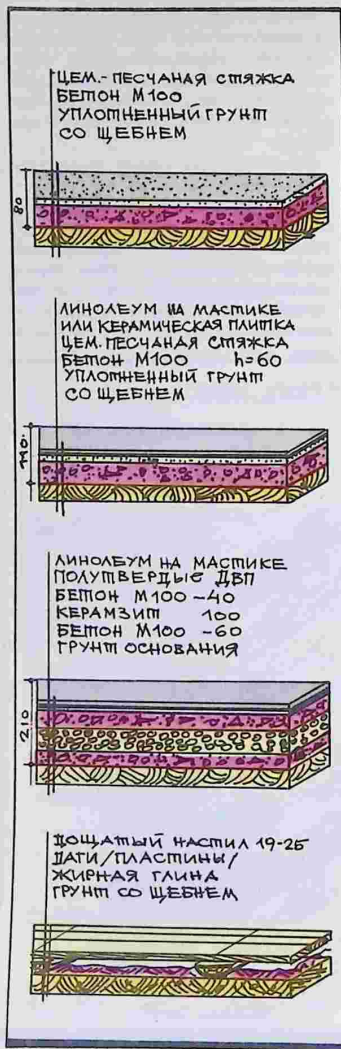 ЦЕМ.-ПЕСЧАНАЯ СТЯЖКА
БЕТОН М100
УПЛОТНЕННЫЙ ГРУНТ
СО ЩЕБНЕМ
80
ЛИНОЛЕУМ НА МАСТИКЕ
ИЛИ КЕРАМИЧЕСКАЯ ПЛИТКА
ЦЕМ. ПЕСЧАНАЯ СТЯЖКА
БЕТОН М100 h=60
УПЛОТНЕННЫЙ ГРУНТ
СО ЩЕБНЕМ
110
ЛИНОЛЕУМ НА МАСТИКЕ
ПОЛУТВЕРДЫЕ ДВП
БЕТОН М100 -40
КЕРАМЗИТ 100
БЕТОН М100 -60
ГРУНТ ОСНОВАНИЯ
210
ДОЩАТЫЙ НАСТИЛ 19-25
ЛАГИ/ПЛАСТИНЫ/
ЖИРНАЯ ГЛИНА
ГРУНТ СО ЩЕБНЕМ